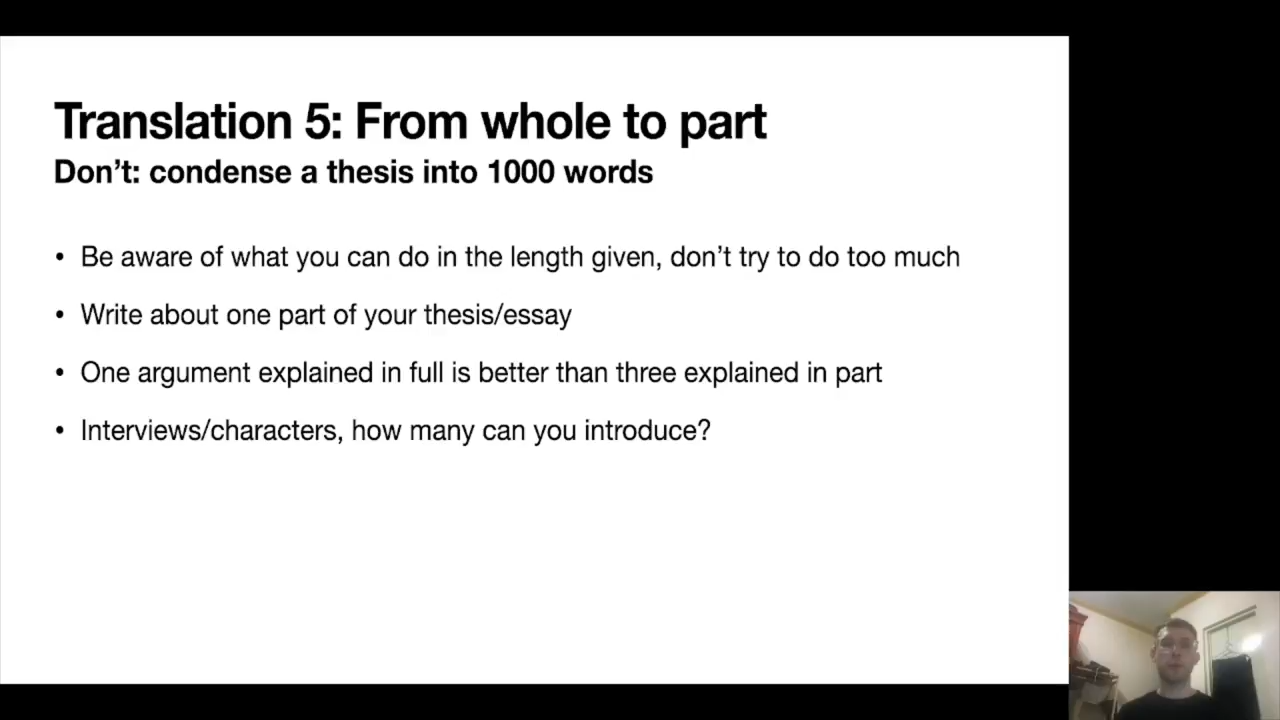 Translation 5: From whole to part
Don’t: condense a thesis into 1000 words
• Be aware of what you can do in the length given, don’t try to do too much
• Write about one part of your thesis/essay
• One argument explained in full is better than three explained in part
• Interviews/characters, how many can you introduce?